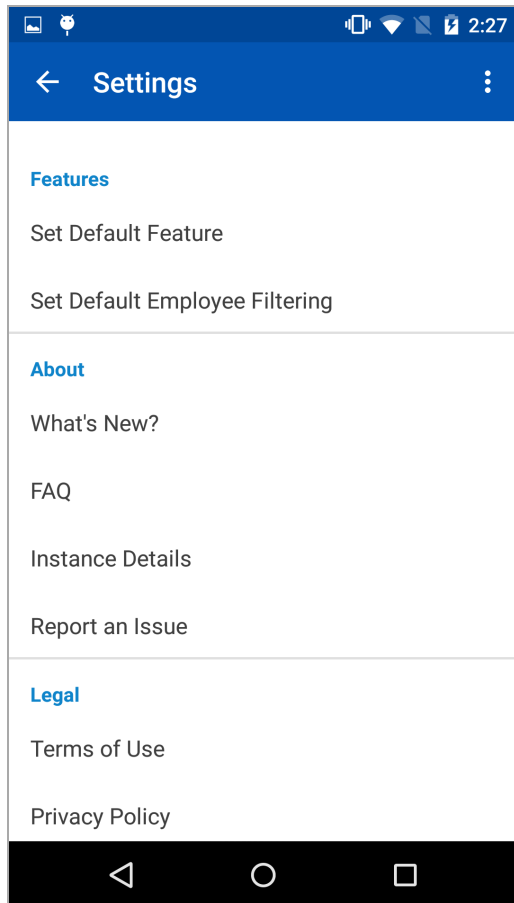 2:27
Settings
Features
Set Default Feature
Set Default Employee Filtering
About
What's New?
FAQ
Instance Details
Report an Issue
Legal
Terms of Use
Privacy Policy